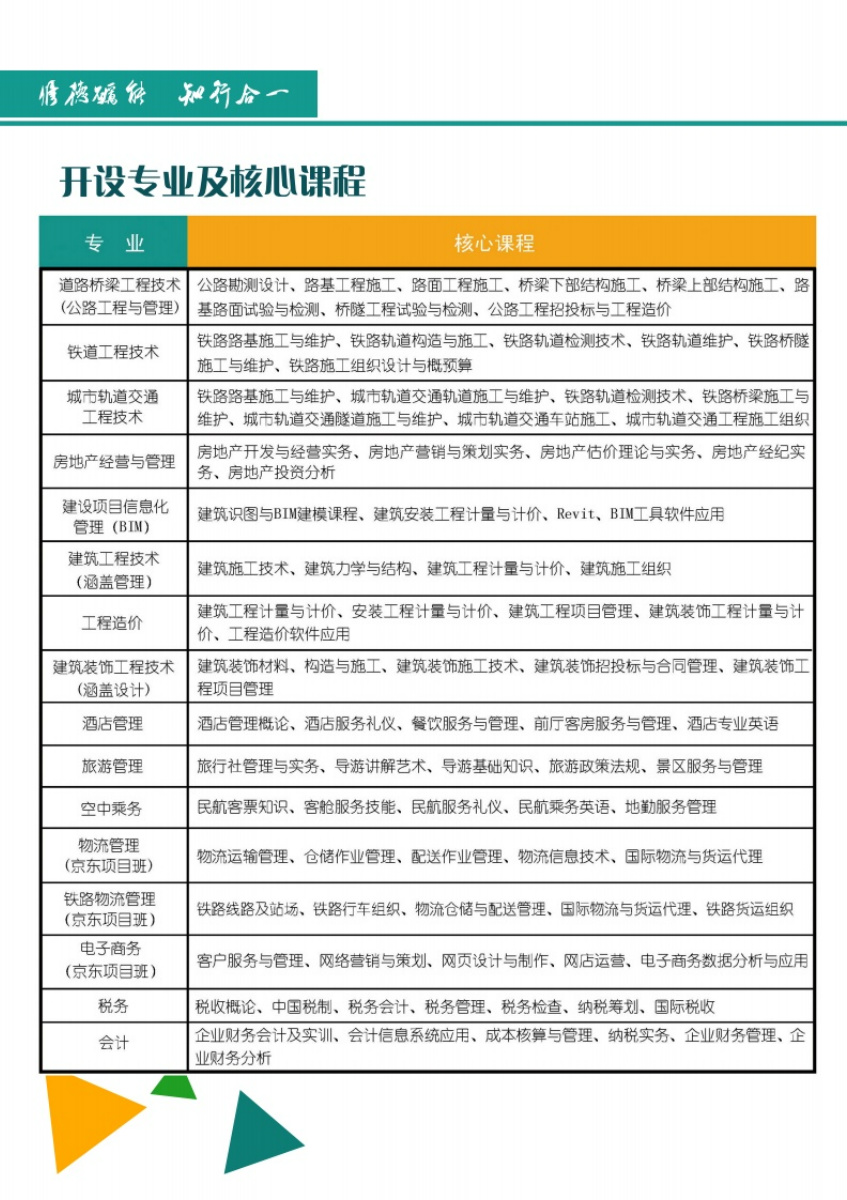 修德砺能 知行合一
开设专业及核心课程
专 业 核心课程
道路桥梁工程技术
(公路工程与管理)
公路勘测设计、路基工程施工、路面工程施工、桥梁下部结构施工、桥梁上部结构施工、路
基路面试验与检测、桥隧工程试验与检测、公路工程招投标与工程造价
铁道工程技术
铁路路基施工与维护、铁路轨道构造与施工、铁路轨道检测技术、铁路轨道维护、铁路桥隧
施工与维护、铁路施工组织设计与概预算
城市轨道交通
工程技术
铁路路基施工与维护、城市轨道交通轨道施工与维护、铁路轨道检测技术、铁路桥梁施工与
维护、城市轨道交通隧道施工与维护、城市轨道交通车站施工、城市轨道交通工程施工组织
房地产经营与管理
房地产开发与经营实务、房地产营销与策划实务、房地产估价理论与实务、房地产经纪实
务、房地产投资分析
建设项目信息化
管理 (BIM)
建筑识图与BIM建模课程、建筑安装工程计量与计价、Revit、BIM工具软件应用
建筑工程技术
(涵盖管理)
建筑施工技术、建筑力学与结构、建筑工程计量与计价、建筑施工组织
工程造价
建筑工程计量与计价、安装工程计量与计价、建筑工程项目管理、建筑装饰工程计量与计
价、工程造价软件应用
建筑装饰工程技术
(涵盖设计)
建筑装饰材料、构造与施工、建筑装饰施工技术、建筑装饰招投标与合同管理、建筑装饰工
程项目管理
酒店管理
酒店管理概论、酒店服务礼仪、餐饮服务与管理、前厅客房服务与管理、酒店专业英语
旅游管理
旅行社管理与实务、导游讲解艺术、导游基础知识、旅游政策法规、景区服务与管理
空中乘务
民航客票知识、客舱服务技能、民航服务礼仪、民航乘务英语、地勤服务管理
物流管理
(京东项目班)
物流运输管理、仓储作业管理、配送作业管理、物流信息技术、国际物流与货运代理
铁路物流管理
(京东项目班)
铁路线路及站场、铁路行车组织、物流仓储与配送管理、国际物流与货运代理、铁路货运组织
电子商务
(京东项目班)
客户服务与管理、网络营销与策划、网页设计与制作、网店运营、电子商务数据分析与应用
税务
税收概论、中国税制、税务会计、税务管理、税务检查、纳税筹划、国际税收
会计
企业财务会计及实训、会计信息系统应用、成本核算与管理、纳税实务、企业财务管理、企
业财务分析